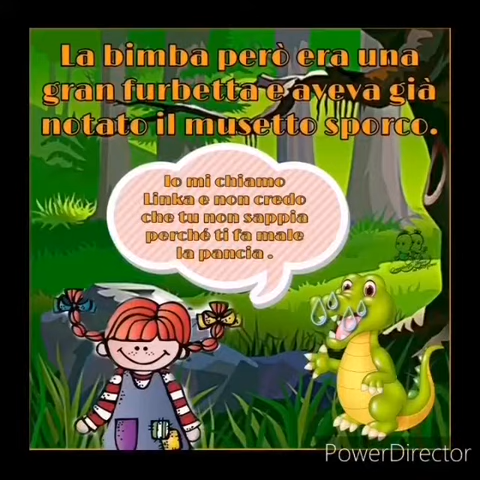 La bimba però era una
gran furbetta e aveva già
notato il musetto sporco.
Io mi chiamo
Linka e non credo
che tu non sappia
perché ti fa male
la pancia .
PowerDirector